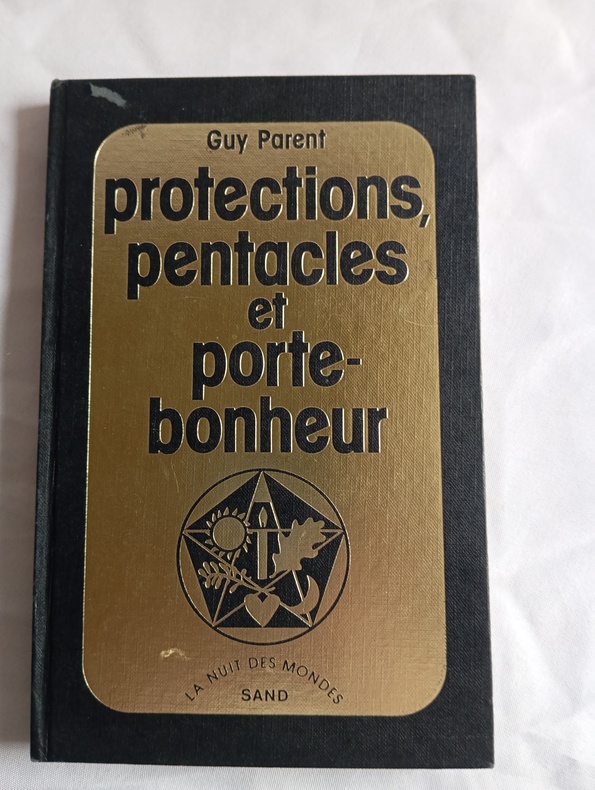 Guy Parent
protections,
pentacles
et
porte-
bonheur
LA NUIT DES MONDES
SAND